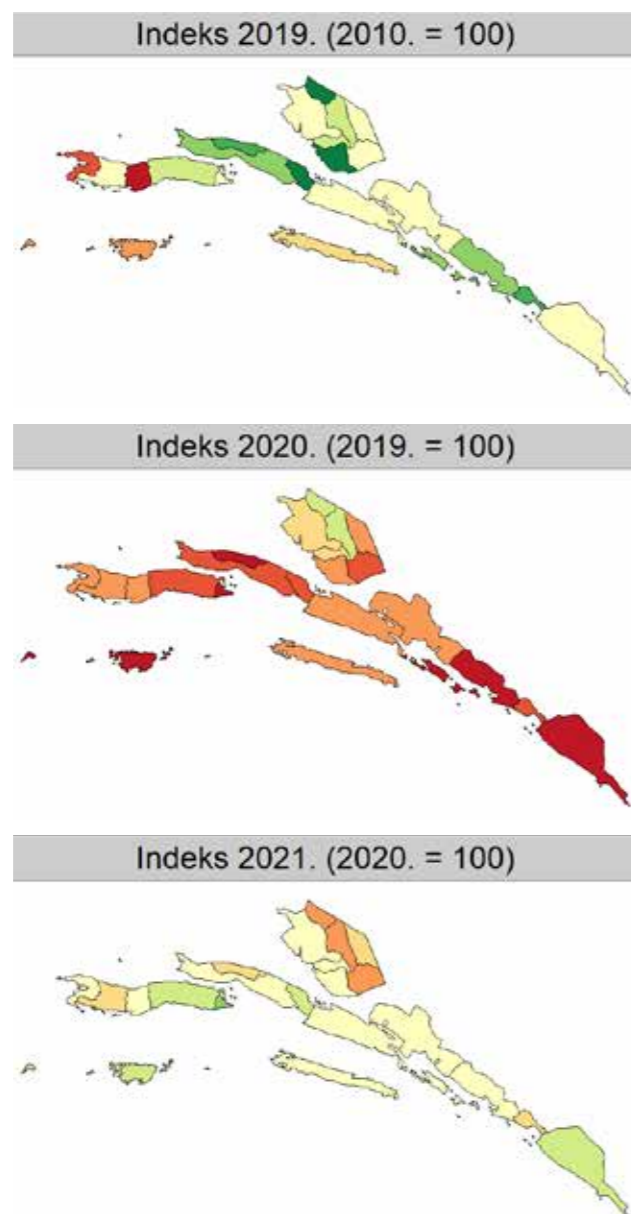 Indeks 2019. (2010. = 100)
Indeks 2020. (2019. = 100)
Indeks 2021. (2020. = 100)